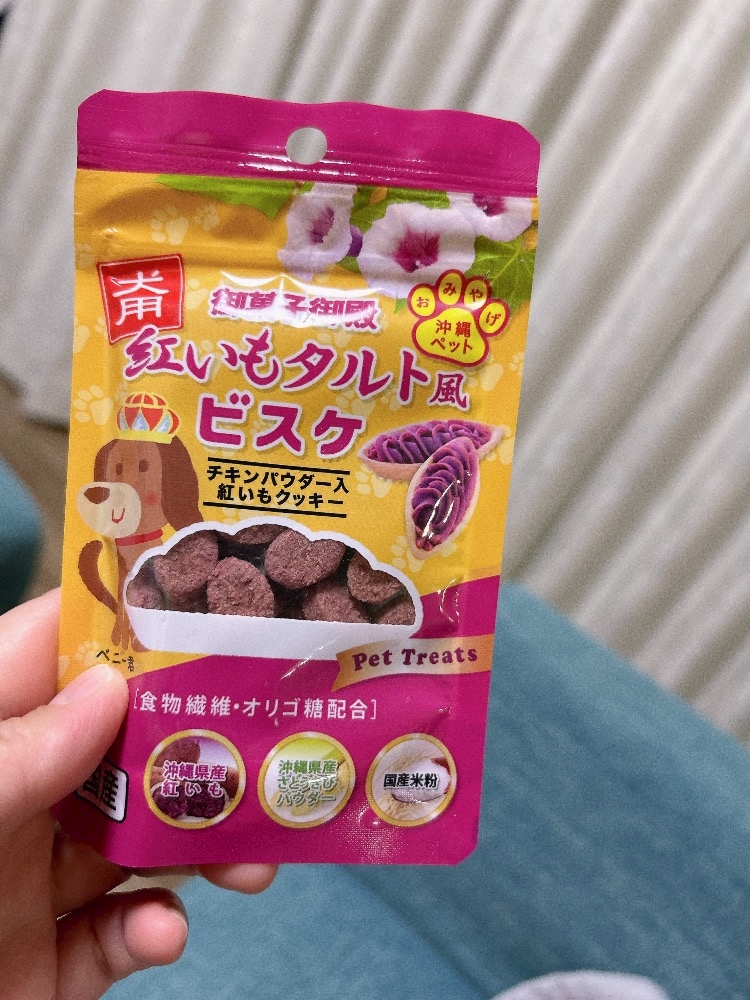 犬用
御菓子御殿
おみやげ
沖縄
ペット
紅いもタルト風
ビスケ
チキンパウダー入
紅いもクッキー
ペニー君
Pet Treats
[食物繊維・オリゴ糖配合]
国産
沖縄県産
紅いも
沖縄県産
さとうきび
パウダー
国産米粉